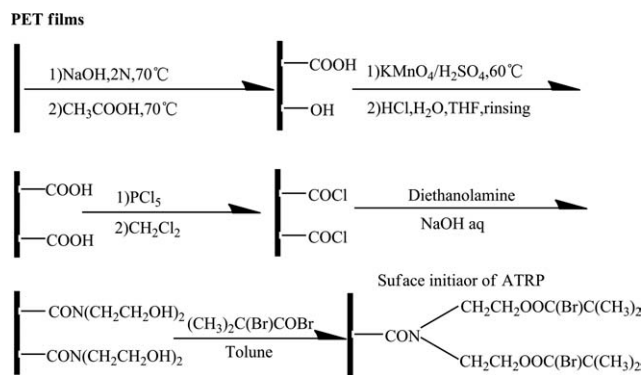 PET films
1)NaOH,2N,70℃
2)CH₃COOH,70℃
COOH
OH
1)KMnO₄/H₂SO₄,60℃
2)HCl,H₂O,THF,rinsing
COOH
COOH
1)PCl₅
2)CH₂Cl₂
COCl
COCl
Diethanolamine
NaOH aq
CON(CH₂CH₂OH)₂
CON(CH₂CH₂OH)₂
(CH₃)₂C(Br)COBr
Tolune
Suface initiaor of ATRP
CH₂CH₂OOC(Br)C(CH₃)₂
CON
CH₂CH₂OOC(Br)C(CH₃)₂